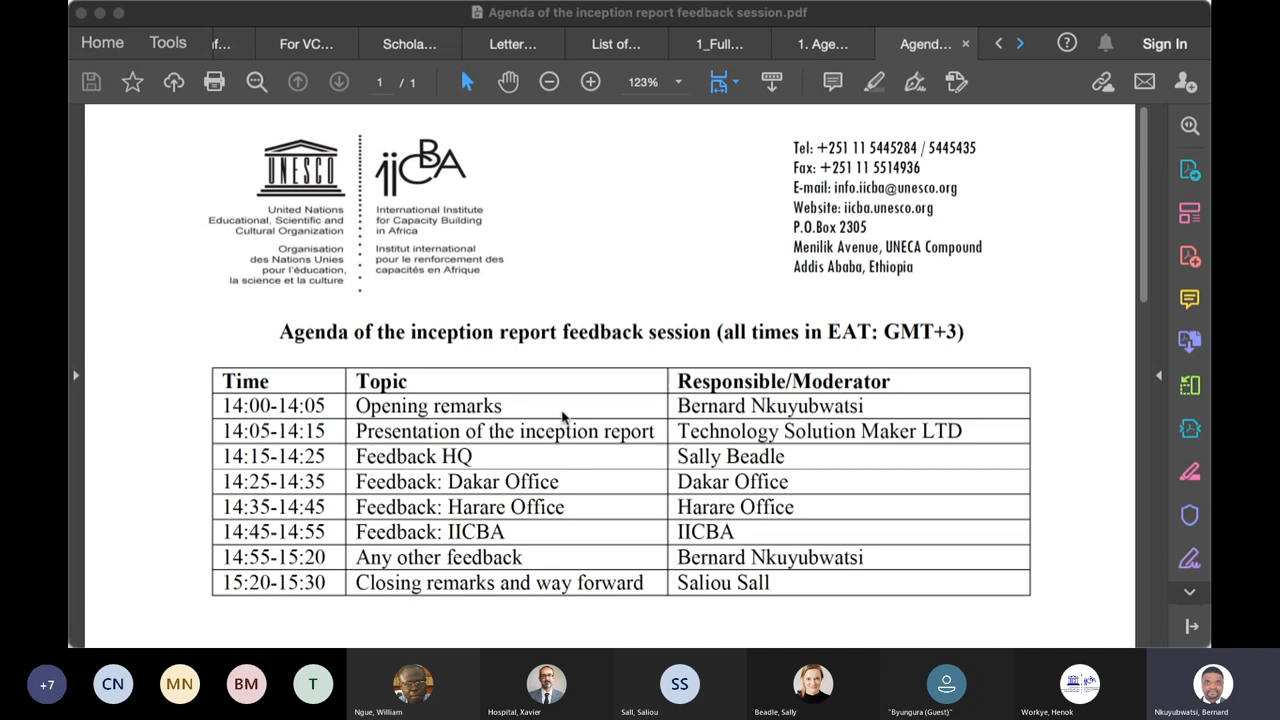 Agenda of the inception report feedback session.pdf
Home Tools ıf... For VC... Schola... Letter... List of... 1_Full... 1. Age... Agend... × Sign In
1 / 1 123%
UNESCO
iicBA
United Nations
Educational, Scientific and
Cultural Organization
Organisation
des Nations Unies
pour l'éducation,
la science et la culture
International Institute
for Capacity Building
in Africa
Institut international
pour le renforcement des
capacités en Afrique
Tel: +251 11 5445284 / 5445435
Fax: +251 11 5514936
E-mail: info.iicba@unesco.org
Website: iicba.unesco.org
P.O.Box 2305
Menilik Avenue, UNECA Compound
Addis Ababa, Ethiopia
Agenda of the inception report feedback session (all times in EAT: GMT+3)
Time Topic Responsible/Moderator
14:00-14:05 Opening remarks Bernard Nkuyubwatsi
14:05-14:15 Presentation of the inception report Technology Solution Maker LTD
14:15-14:25 Feedback HQ Sally Beadle
14:25-14:35 Feedback: Dakar Office Dakar Office
14:35-14:45 Feedback: Harare Office Harare Office
14:45-14:55 Feedback: IICBA IICBA
14:55-15:20 Any other feedback Bernard Nkuyubwatsi
15:20-15:30 Closing remarks and way forward Saliou Sall
+7 CN MN BM T SS
Ngue, William Hospital, Xavier Sall, Saliou Beadle, Sally "Byungura (Guest)" Workye, Henok Nkuyubwatsi, Bernard